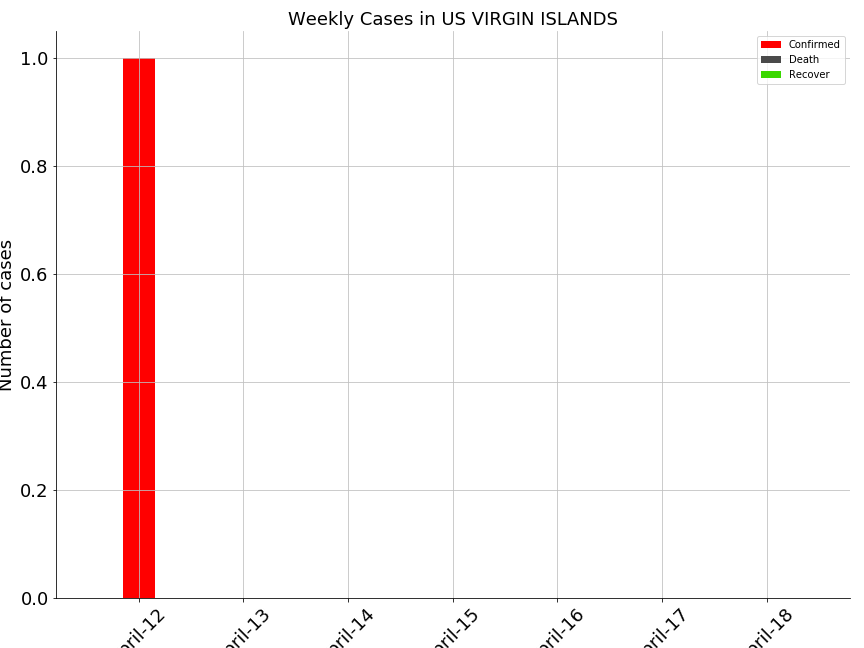 Weekly Cases in US VIRGIN ISLANDS
Confirmed
Death
Recover
Number of cases
1.0
0.8
0.6
0.4
0.2
0.0
pril-12
pril-13
pril-14
pril-15
pril-16
pril-17
pril-18